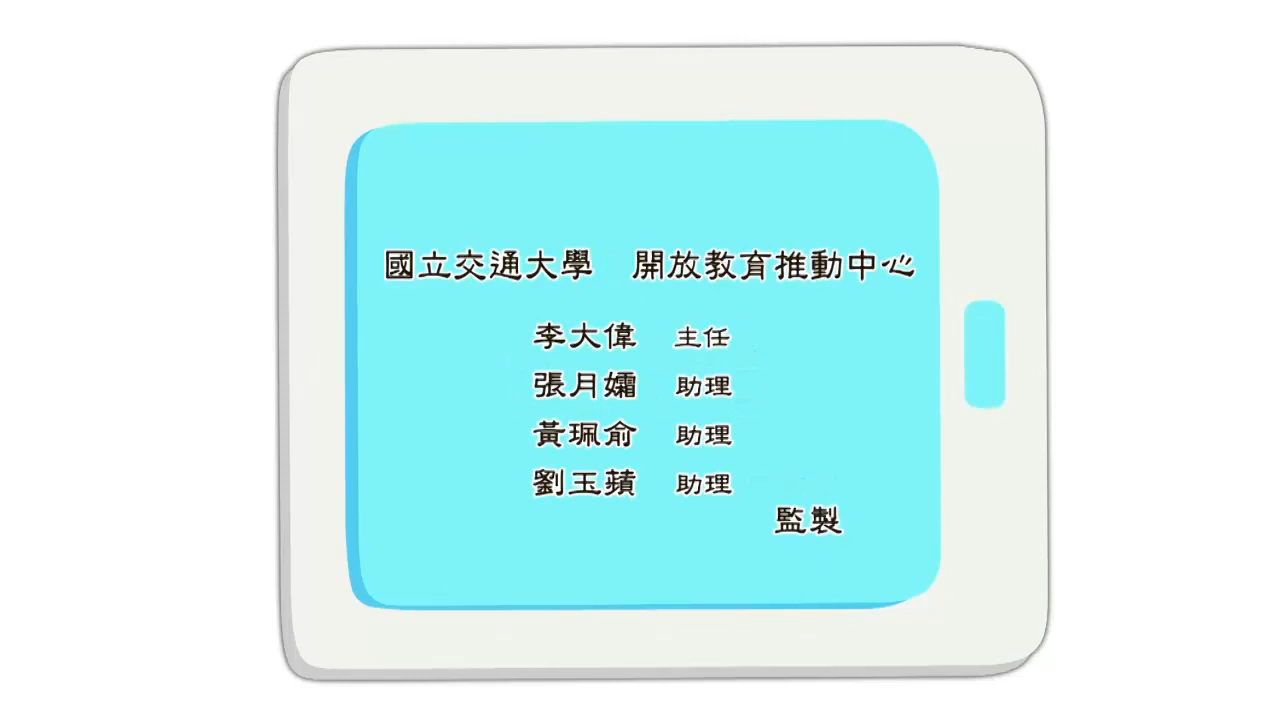 國立交通大學　開放教育推動中心
李大偉　主任
張月孀　助理
黃珮俞　助理
劉玉蘋　助理
監製